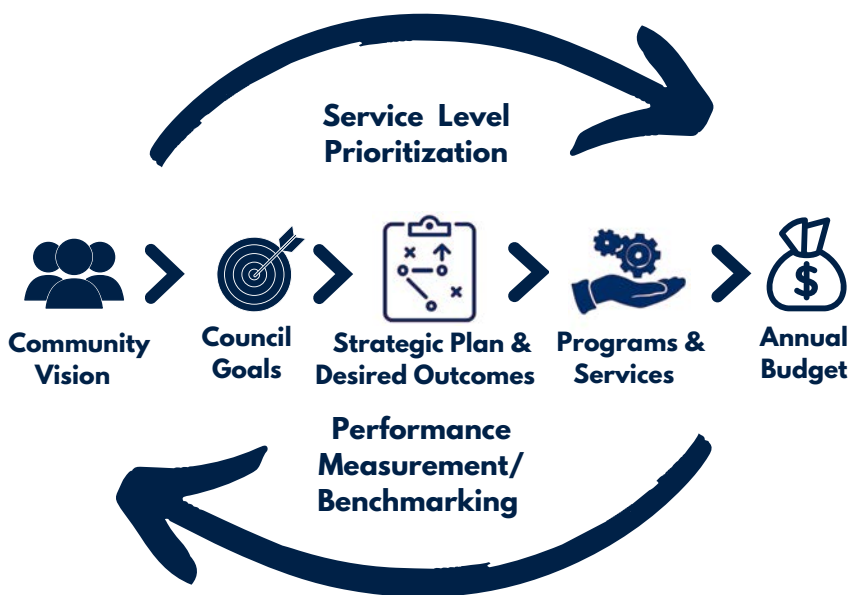 Service Level
Prioritization
$
Community
Vision
Council
Goals
Strategic Plan &
Desired Outcomes
Programs &
Services
Annual
Budget
Performance
Measurement/
Benchmarking